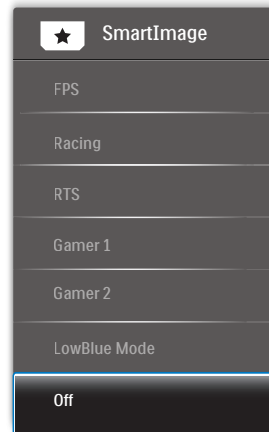 SmartImage
FPS
Racing
RTS
Gamer 1
Gamer 2
LowBlue Mode
Off